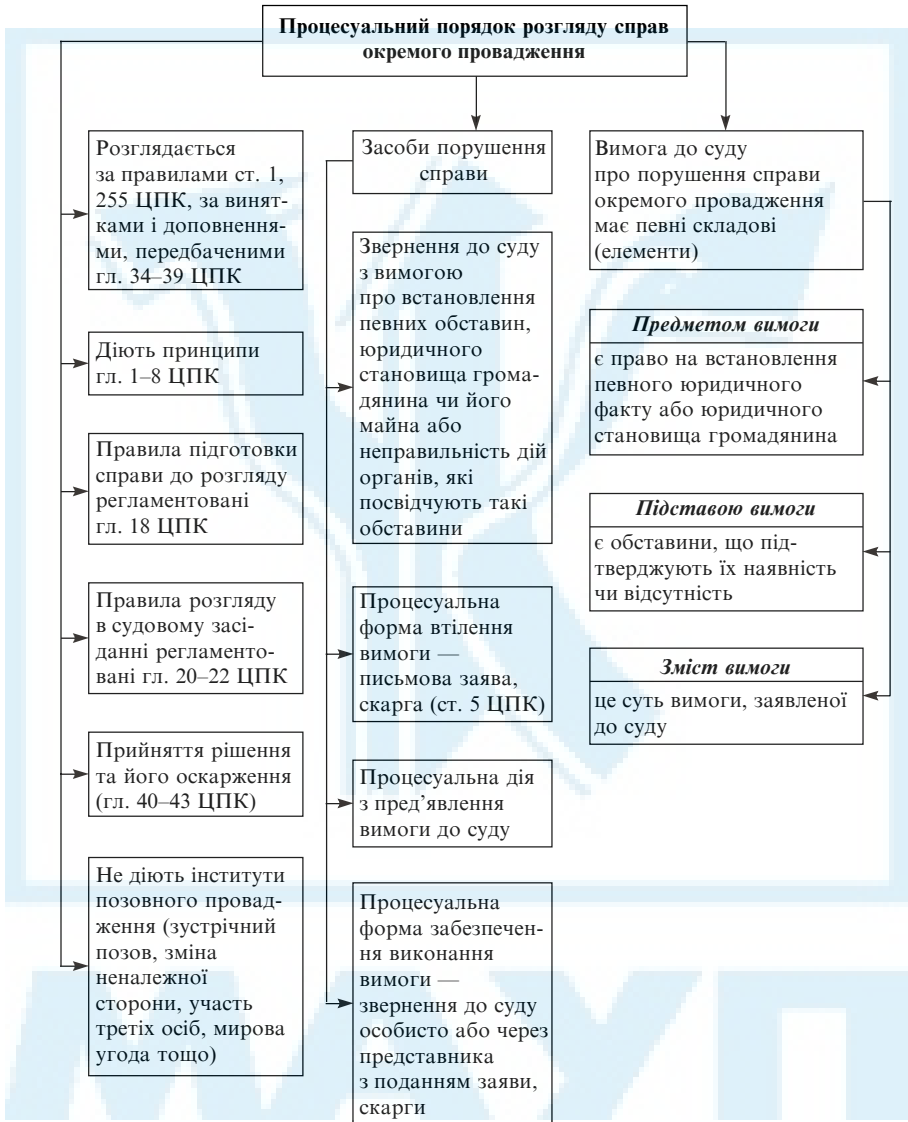 Процесуальний порядок розгляду справ
окремого провадження
Розглядається
за правилами ст. 1,
255 ЦПК, за винят-
ками і доповнення-
ми, передбаченими
гл. 34–39 ЦПК
Діють принципи
гл. 1–8 ЦПК
Правила підготовки
справи до розгляду
регламентовані
гл. 18 ЦПК
Правила розгляду
в судовому засі-
данні регламенто-
вані гл. 20–22 ЦПК
Прийняття рішення
та його оскарження
(гл. 40–43 ЦПК)
Не діють інститути
позовного провад-
ження (зустрічний
позов, зміна
неналежної
сторони, участь
третіх осіб, мирова
угода тощо)
Засоби порушення
справи
Звернення до суду
з вимогою
про встановлення
певних обставин,
юридичного
становища грома-
дянина чи його
майна або
неправильність дій
органів, які
посвідчують такі
обставини
Процесуальна
форма втілення
вимоги —
письмова заява,
скарга (ст. 5 ЦПК)
Процесуальна дія
з пред’явлення
вимоги до суду
Процесуальна
форма забезпечен-
ня виконання
вимоги —
звернення до суду
особисто або через
представника
з поданням заяви,
скарги
Вимога до суду
про порушення справи
окремого провадження
має певні складові
(елементи)
Предметом вимоги
є право на встановлення
певного юридичного
факту або юридичного
становища громадянина
Підставою вимоги
є обставини, що під-
тверджують їх наявність
чи відсутність
Зміст вимоги
це суть вимоги, заявленої
до суду
МАУП